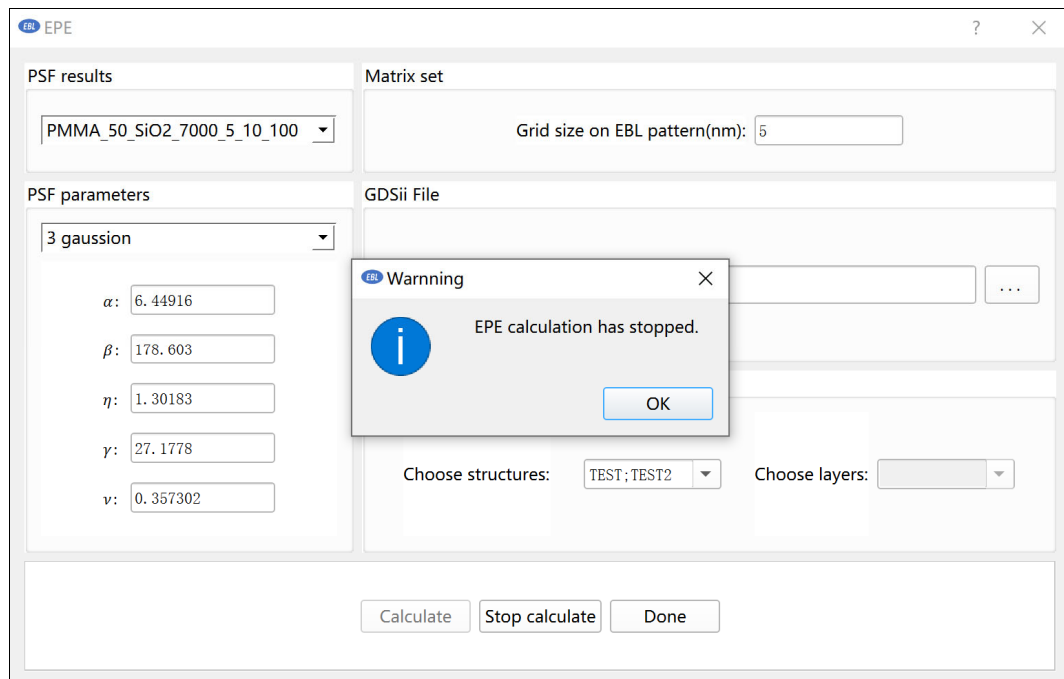 EBL EPE
?
PSF results
PMMA_50_SiO2_7000_5_10_100
Matrix set
Grid size on EBL pattern(nm): 5
PSF parameters
3 gaussion
α: 6.44916
β: 178.603
η: 1.30183
γ: 27.1778
ν: 0.357302
GDSii File
...
EBL Warnning
i
EPE calculation has stopped.
OK
Choose structures: TEST;TEST2 Choose layers:
Calculate Stop calculate Done